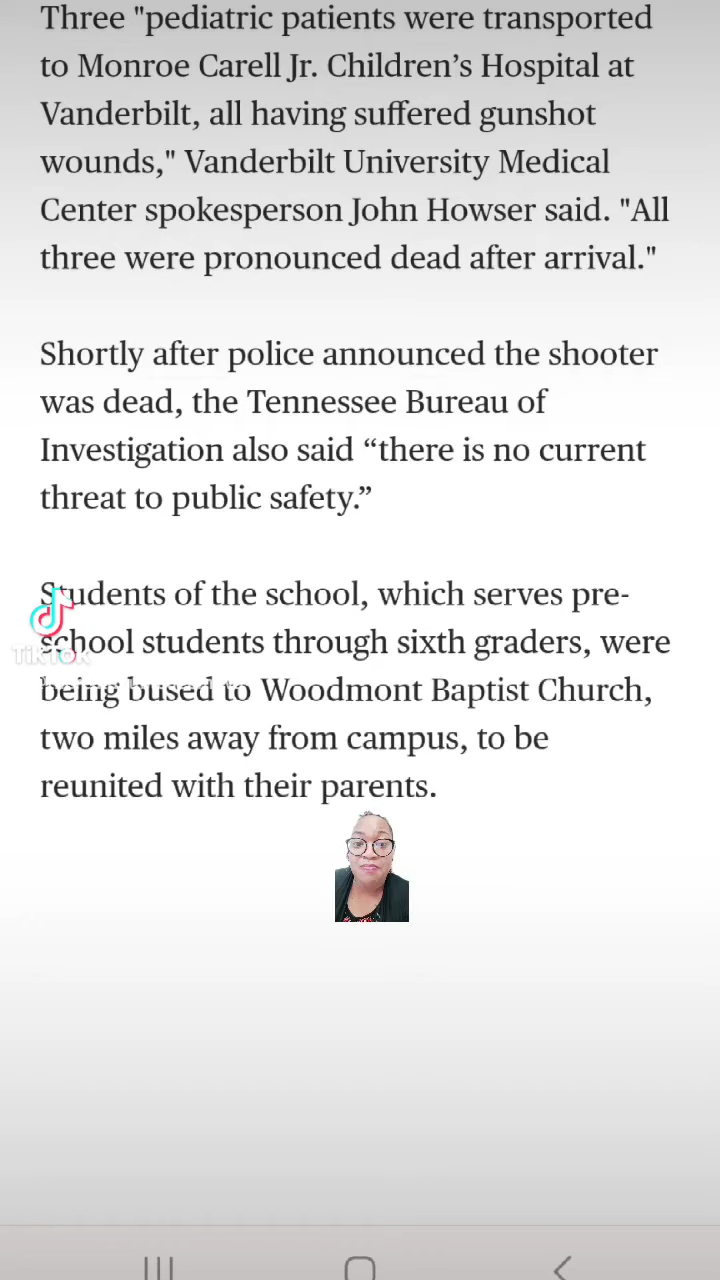 Three "pediatric patients were transported
to Monroe Carell Jr. Children’s Hospital at
Vanderbilt, all having suffered gunshot
wounds," Vanderbilt University Medical
Center spokesperson John Howser said. "All
three were pronounced dead after arrival."
Shortly after police announced the shooter
was dead, the Tennessee Bureau of
Investigation also said “there is no current
threat to public safety.”
Students of the school, which serves pre-
school students through sixth graders, were
TikTok
being bused to Woodmont Baptist Church,
two miles away from campus, to be
reunited with their parents.